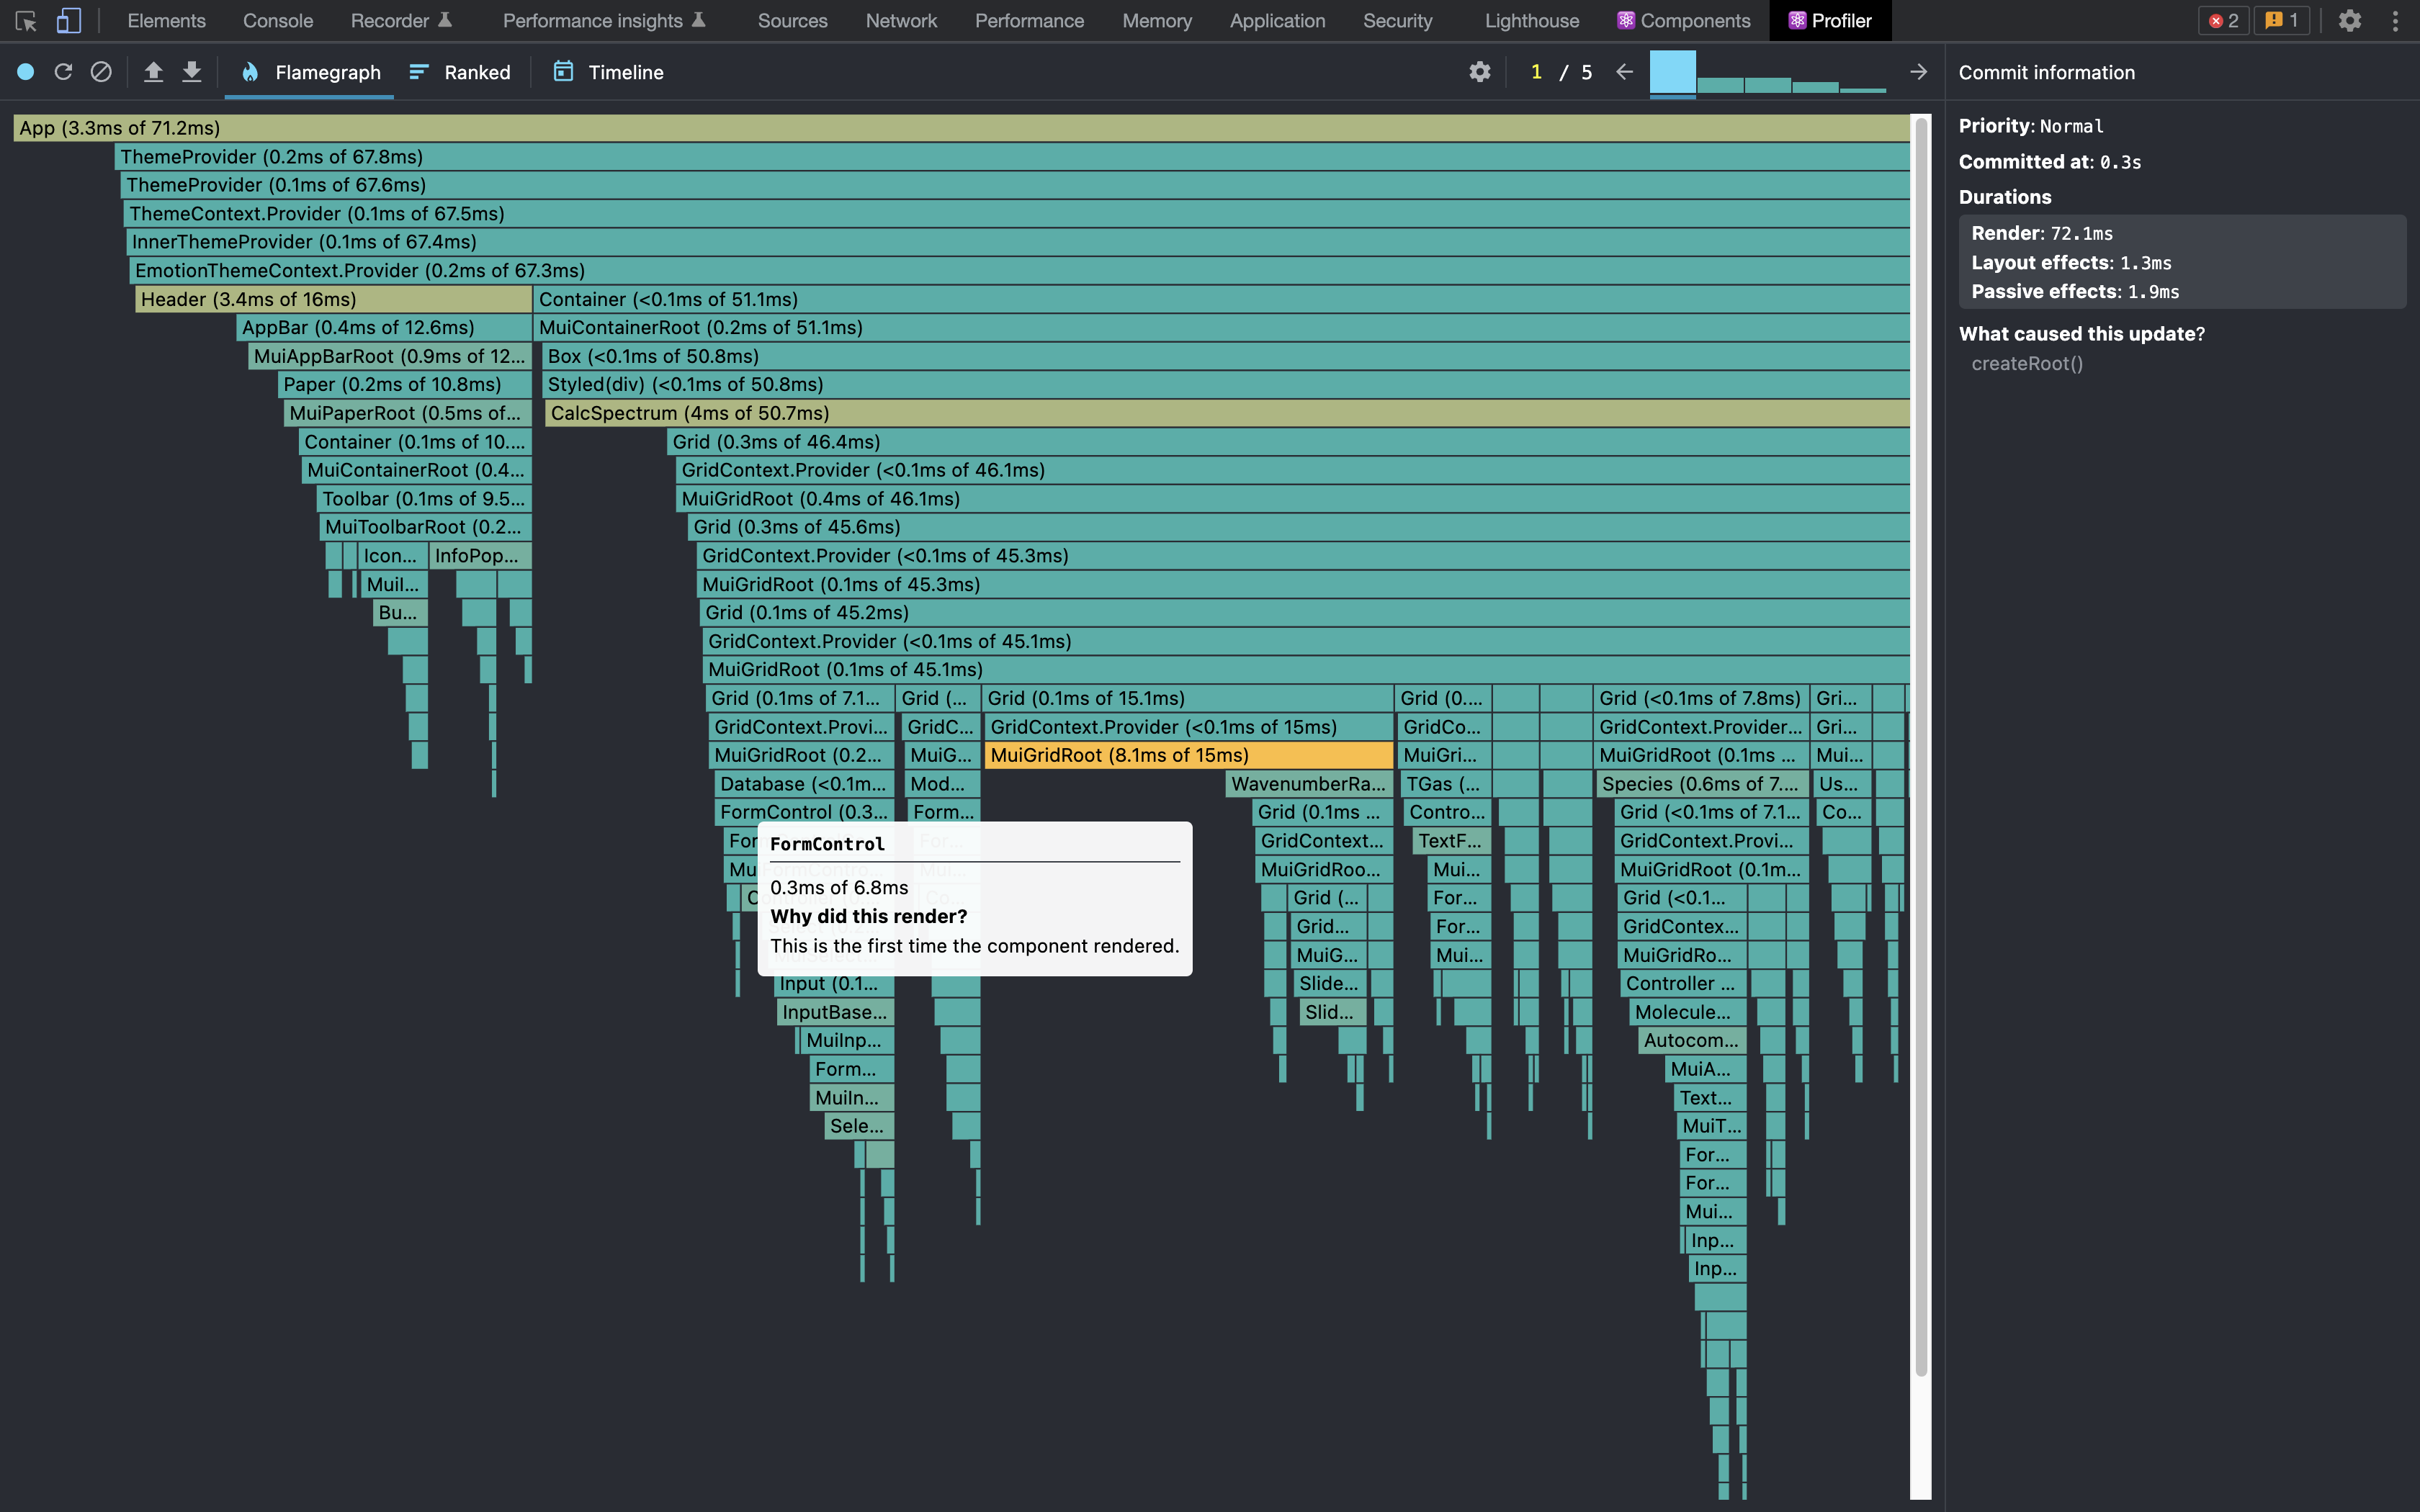 Elements Console Recorder Performance insights Sources Network Performance Memory Application Security Lighthouse Components Profiler 2 1
Flamegraph Ranked Timeline 1 / 5 Commit information
App (3.3ms of 71.2ms)
ThemeProvider (0.2ms of 67.8ms)
ThemeProvider (0.1ms of 67.6ms)
ThemeContext.Provider (0.1ms of 67.5ms)
InnerThemeProvider (0.1ms of 67.4ms)
EmotionThemeContext.Provider (0.2ms of 67.3ms)
Header (3.4ms of 16ms) Container (<0.1ms of 51.1ms)
AppBar (0.4ms of 12.6ms) MuiContainerRoot (0.2ms of 51.1ms)
MuiAppBarRoot (0.9ms of 12... Box (<0.1ms of 50.8ms)
Paper (0.2ms of 10.8ms) Styled(div) (<0.1ms of 50.8ms)
MuiPaperRoot (0.5ms of... CalcSpectrum (4ms of 50.7ms)
Container (0.1ms of 10.... Grid (0.3ms of 46.4ms)
MuiContainerRoot (0.4... GridContext.Provider (<0.1ms of 46.1ms)
Toolbar (0.1ms of 9.5... MuiGridRoot (0.4ms of 46.1ms)
MuiToolbarRoot (0.2... Grid (0.3ms of 45.6ms)
Icon... InfoPop... GridContext.Provider (<0.1ms of 45.3ms)
MuiI... MuiGridRoot (0.1ms of 45.3ms)
Bu... Grid (0.1ms of 45.2ms)
GridContext.Provider (<0.1ms of 45.1ms)
MuiGridRoot (0.1ms of 45.1ms)
Grid (0.1ms of 7.1... Grid (... Grid (0.1ms of 15.1ms) Grid (0.... Grid (<0.1ms of 7.8ms) Gri...
GridContext.Provi... GridC... GridContext.Provider (<0.1ms of 15ms) GridCo... GridContext.Provider... Gri...
MuiGridRoot (0.2... MuiG... MuiGridRoot (8.1ms of 15ms) MuiGri... MuiGridRoot (0.1ms ... Mui...
Database (<0.1m... Mod... WavenumberRa... TGas (... Species (0.6ms of 7.... Us...
FormControl (0.3... Form... Grid (0.1ms ... Contro... Grid (<0.1ms of 7.1... Co...
For GridContext... TextF... GridContext.Provi...
Mu MuiGridRoo... Mui... MuiGridRoot (0.1m...
C Grid (... For... Grid (<0.1...
Grid... For... GridContex...
MuiG... Mui... MuiGridRo...
Input (0.1... Slide... Controller ...
InputBase... Slid... Molecule...
MuiInp... Autocom...
Form... MuiA...
MuiIn... Text...
Sele... MuiT...
For...
For...
Mui...
Inp...
Inp...
FormControl
0.3ms of 6.8ms
Why did this render?
This is the first time the component rendered.
Priority: Normal
Committed at: 0.3s
Durations
Render: 72.1ms
Layout effects: 1.3ms
Passive effects: 1.9ms
What caused this update?
createRoot()